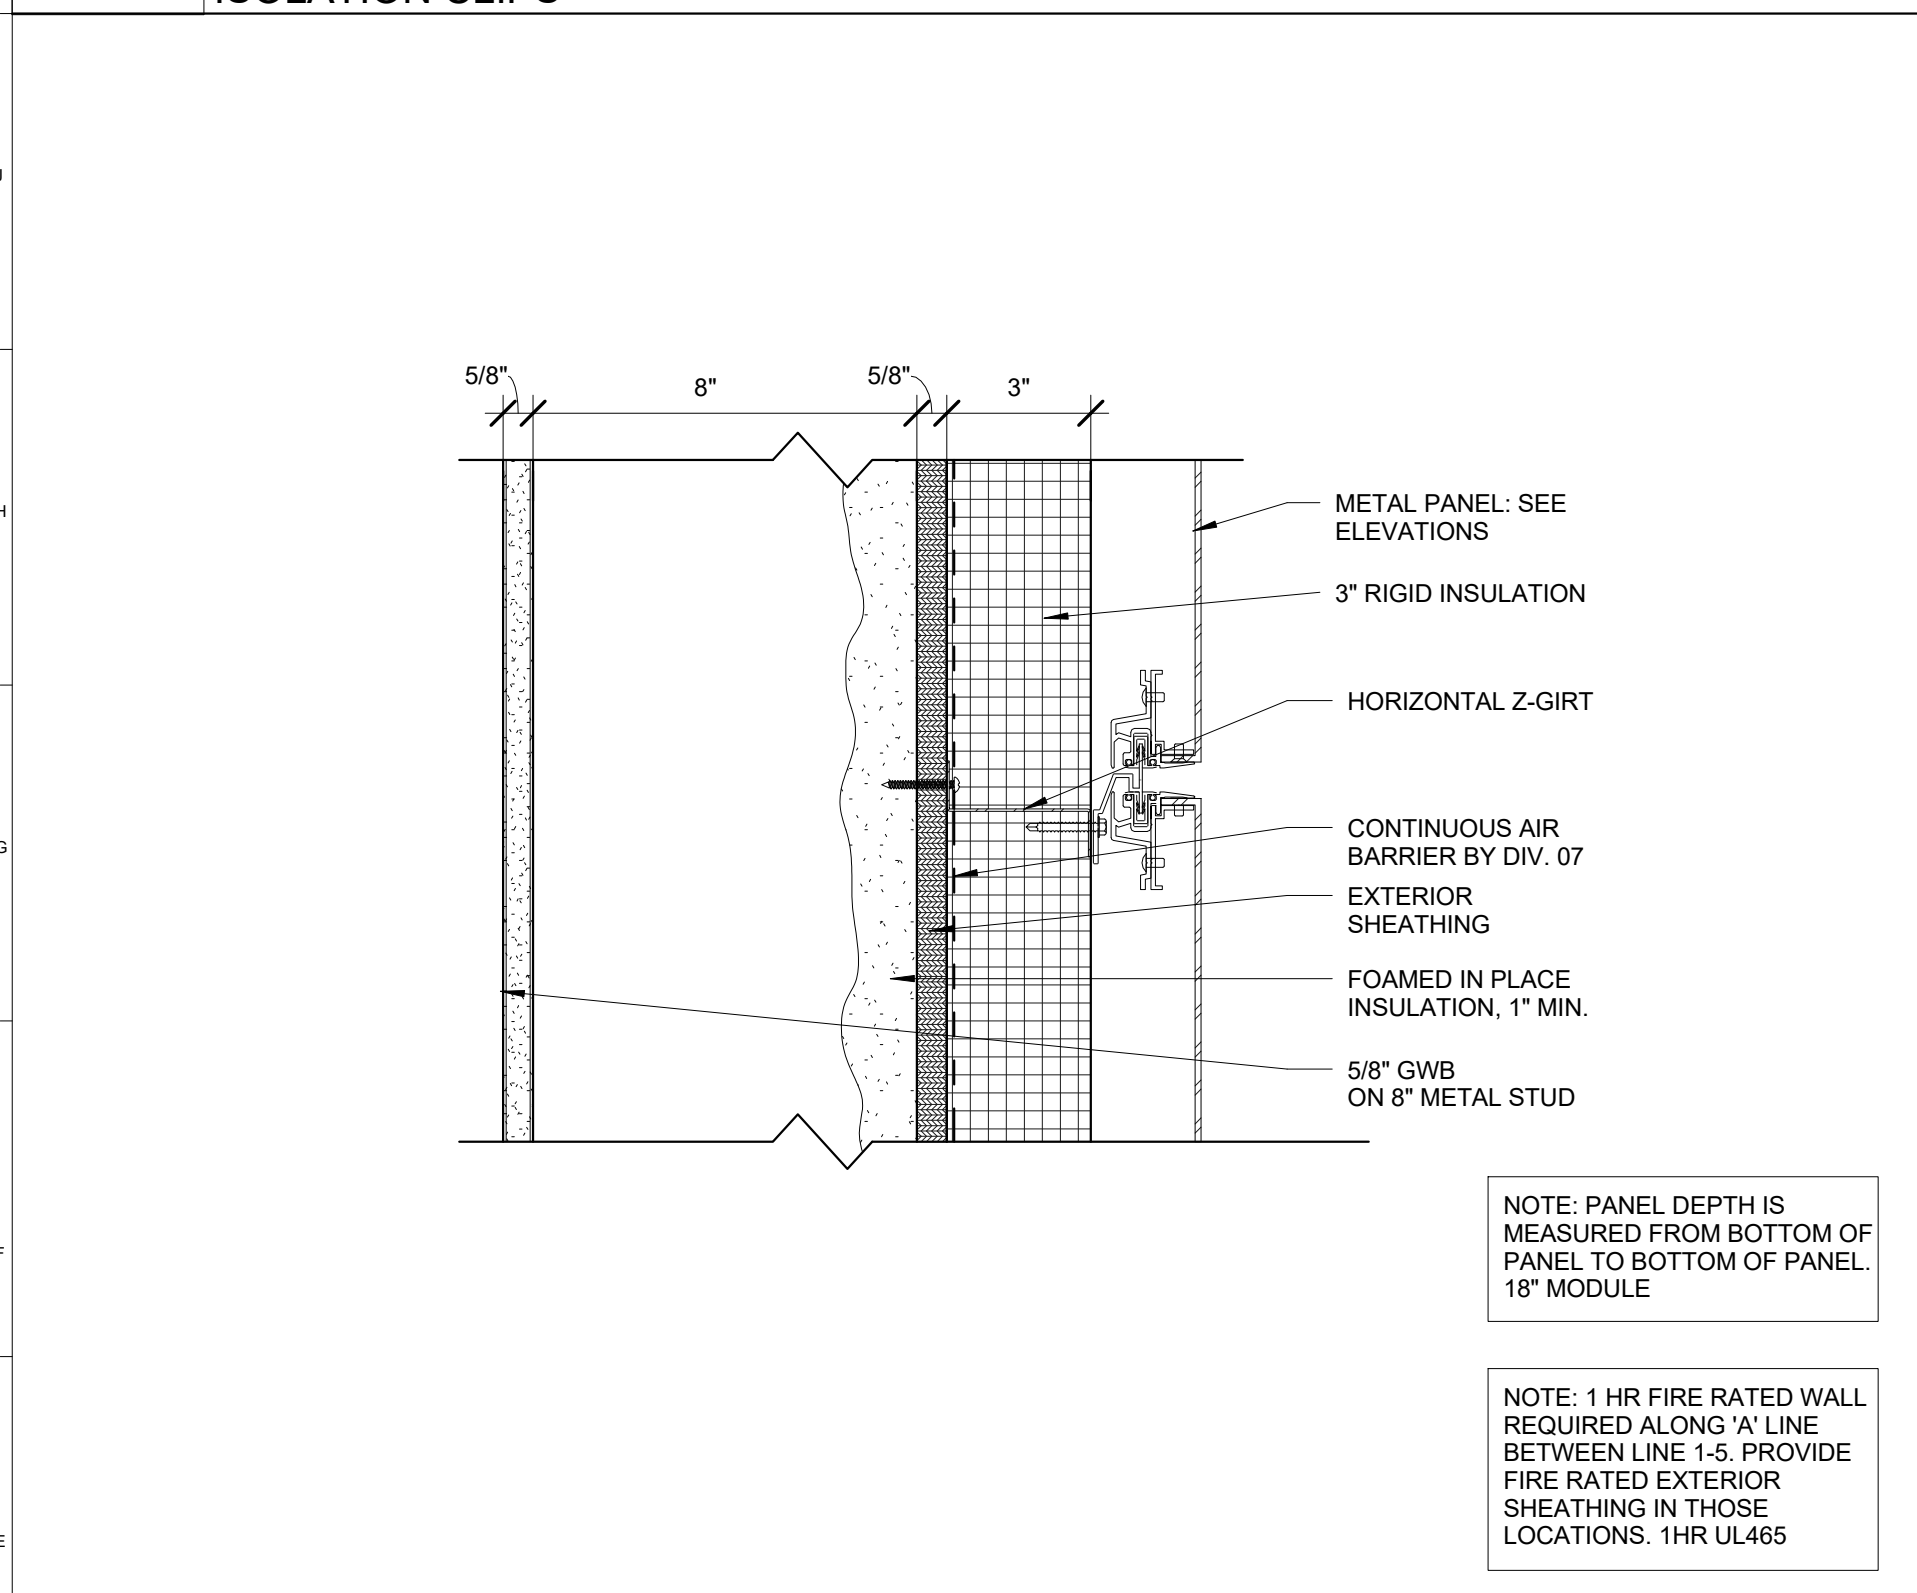 5/8"
8"
5/8"
3"
METAL PANEL: SEE
ELEVATIONS
3" RIGID INSULATION
HORIZONTAL Z-GIRT
CONTINUOUS AIR
BARRIER BY DIV. 07
EXTERIOR
SHEATHING
FOAMED IN PLACE
INSULATION, 1" MIN.
5/8" GWB
ON 8" METAL STUD
NOTE: PANEL DEPTH IS
MEASURED FROM BOTTOM OF
PANEL TO BOTTOM OF PANEL.
18" MODULE
NOTE: 1 HR FIRE RATED WALL
REQUIRED ALONG 'A' LINE
BETWEEN LINE 1-5. PROVIDE
FIRE RATED EXTERIOR
SHEATHING IN THOSE
LOCATIONS. 1HR UL465
H
G
F
E